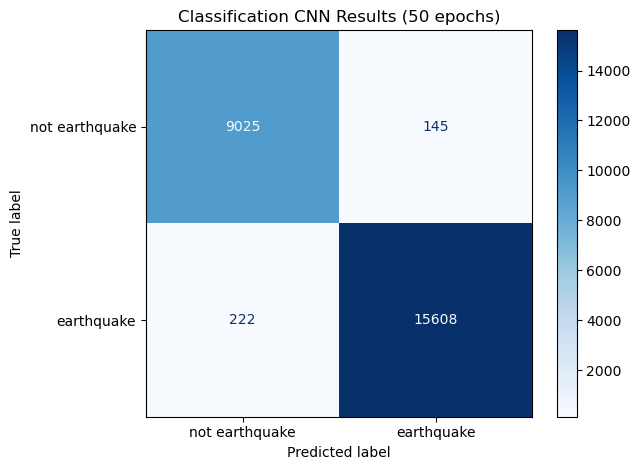 Classification CNN Results (50 epochs)
True label
not earthquake
9025
145
earthquake
222
15608
not earthquake
earthquake
Predicted label
14000
12000
10000
8000
6000
4000
2000